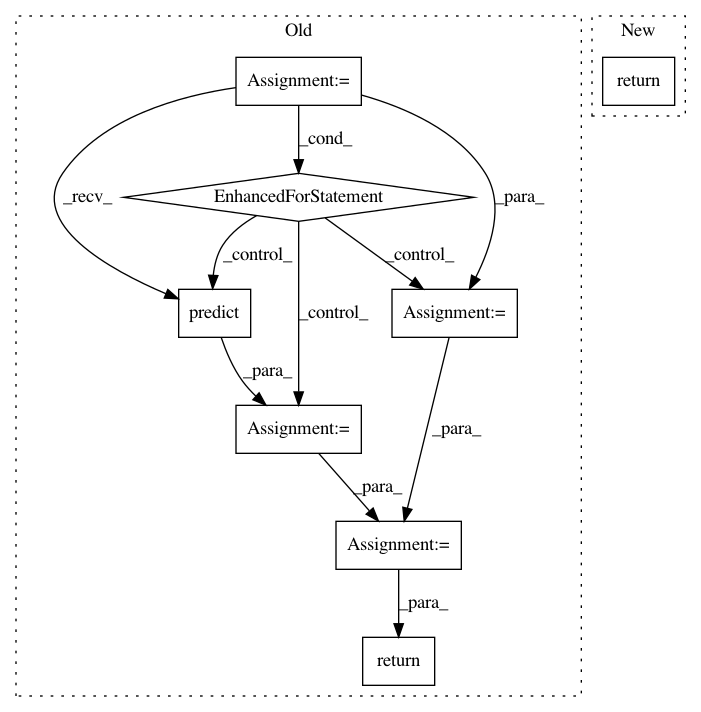 Old
New
Assignment:=
return
_cond_
_recv_
EnhancedForStatement
_para_
_control_
_control_
predict
_control_
Assignment:=
_para_
Assignment:=
_para_
_para_
Assignment:=
_para_
return